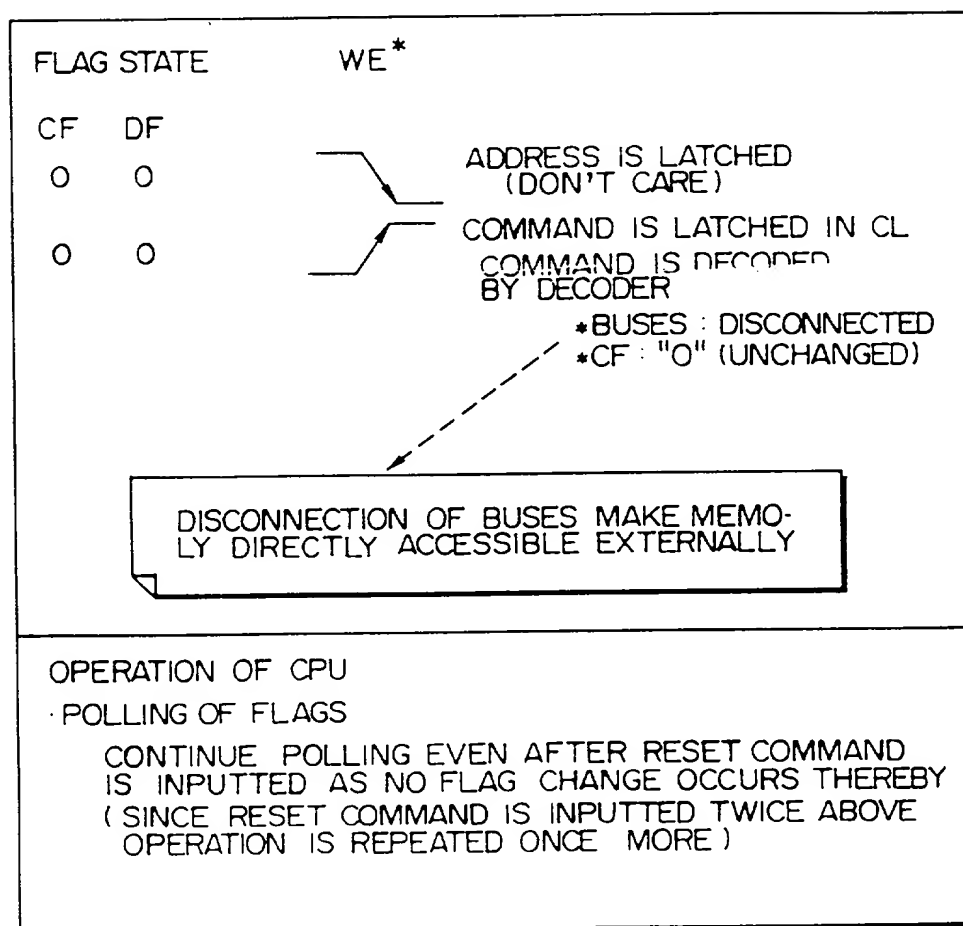 FLAG STATE WE*
CF DF
0 0 ADDRESS IS LATCHED
(DON'T CARE)
0 0 COMMAND IS LATCHED IN CL
COMMAND IS DECODED
BY DECODER
*BUSES : DISCONNECTED
*CF : "0" (UNCHANGED)
DISCONNECTION OF BUSES MAKE MEMO-
LY DIRECTLY ACCESSIBLE EXTERNALLY
OPERATION OF CPU
·POLLING OF FLAGS
CONTINUE POLLING EVEN AFTER RESET COMMAND
IS INPUTTED AS NO FLAG CHANGE OCCURS THEREBY
(SINCE RESET COMMAND IS INPUTTED TWICE ABOVE
OPERATION IS REPEATED ONCE MORE)